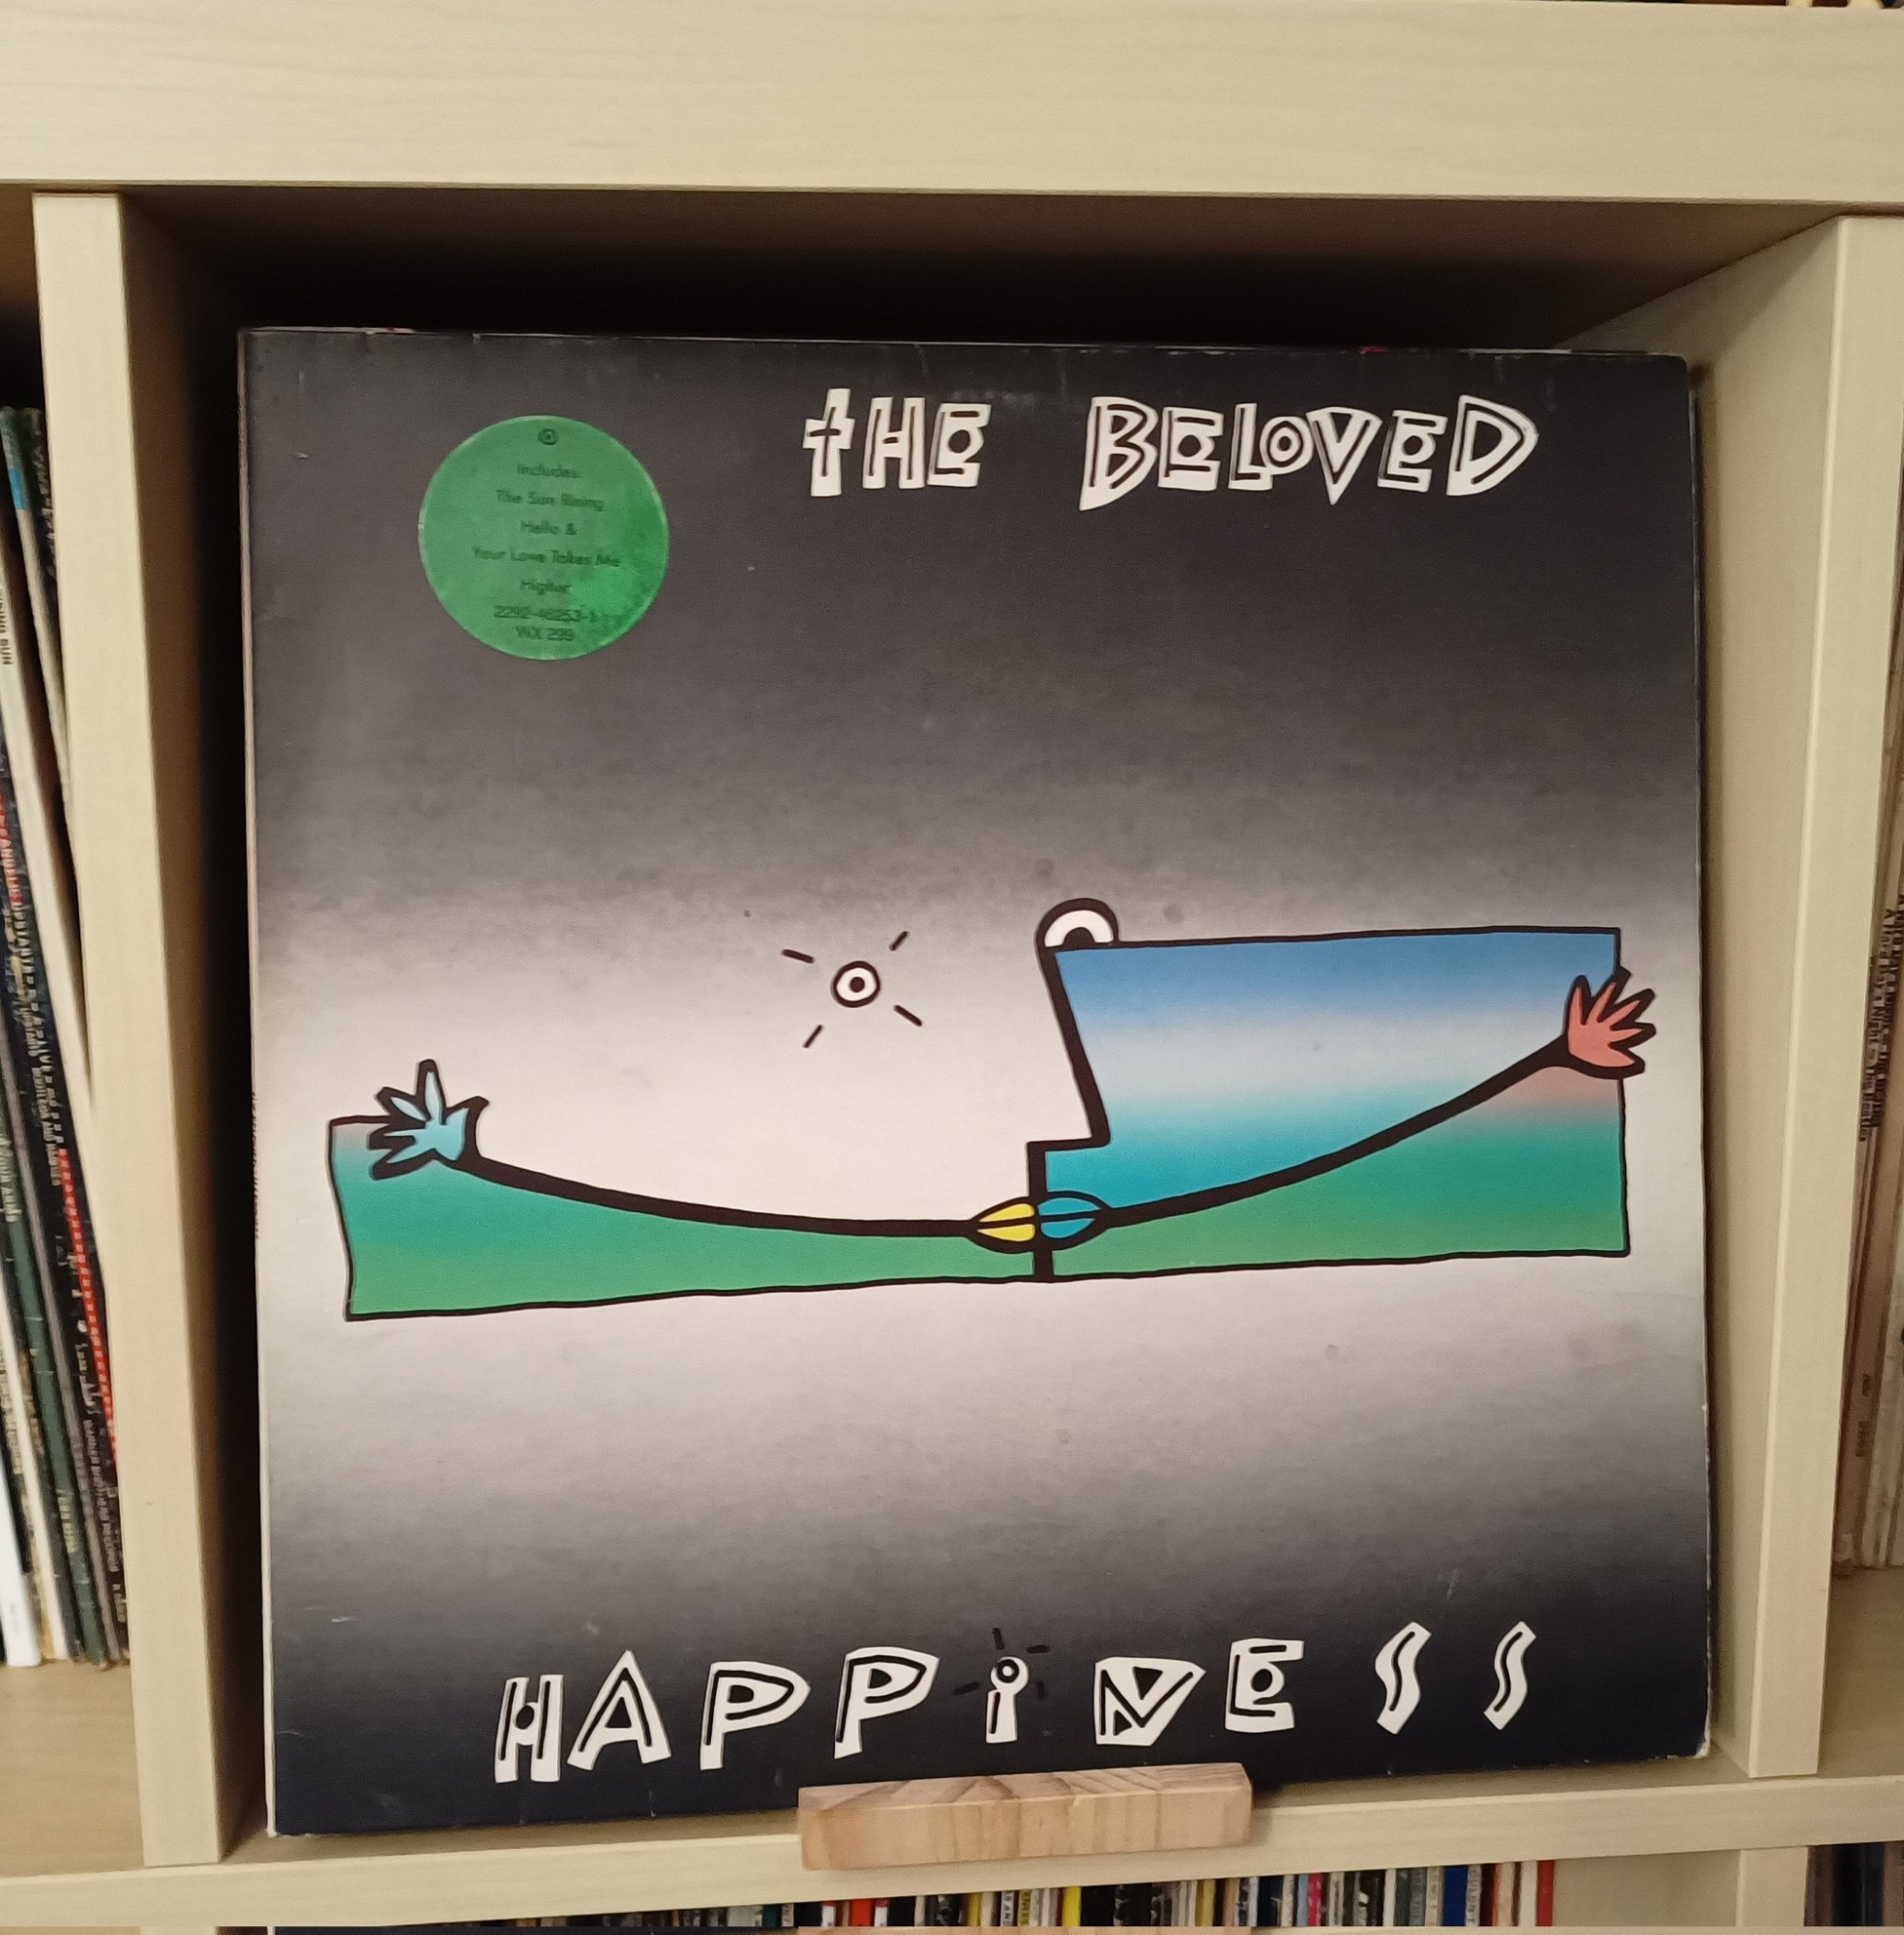 tHE BELOVED
Includes:
The Sun Rising
Hello &
Your Love Takes Me
Higher
2292-46253-1
WX 299
HAPPiNESS